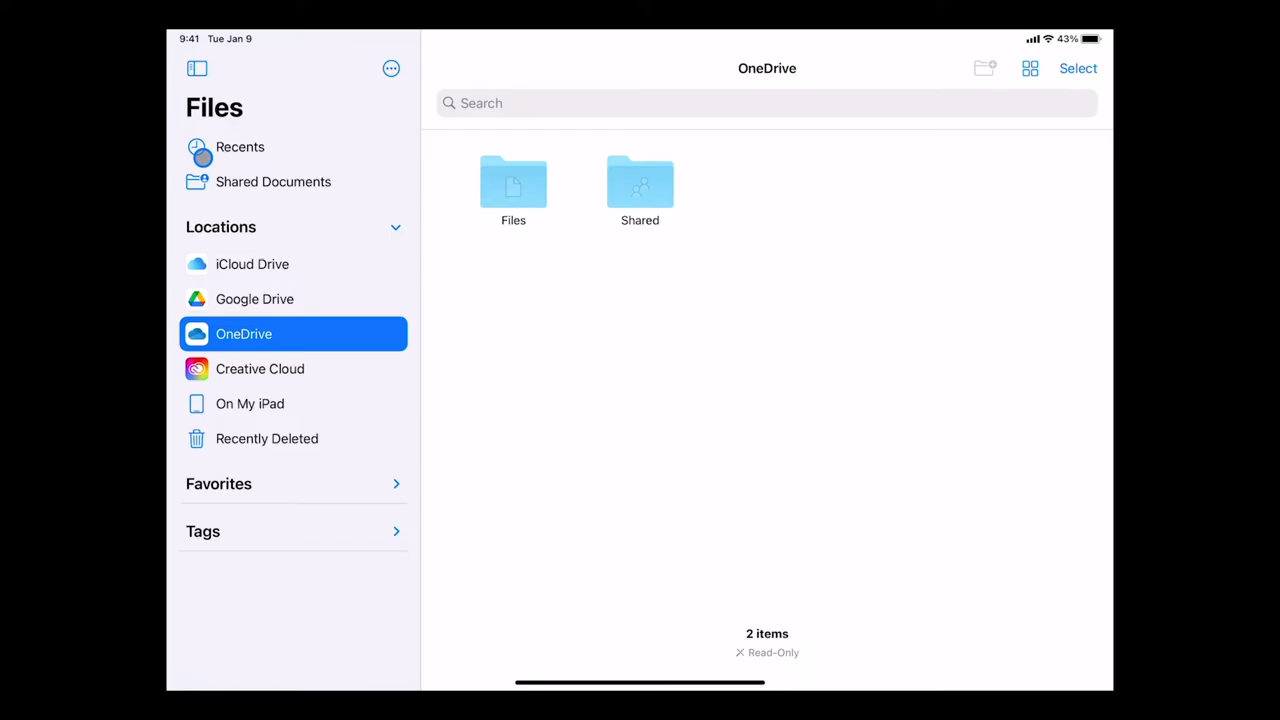 9:41 Tue Jan 9
43%
Files
Recents
Shared Documents
Locations
iCloud Drive
Google Drive
OneDrive
Creative Cloud
On My iPad
Recently Deleted
Favorites
Tags
OneDrive
Select
Search
Files
Shared
2 items
Read-Only